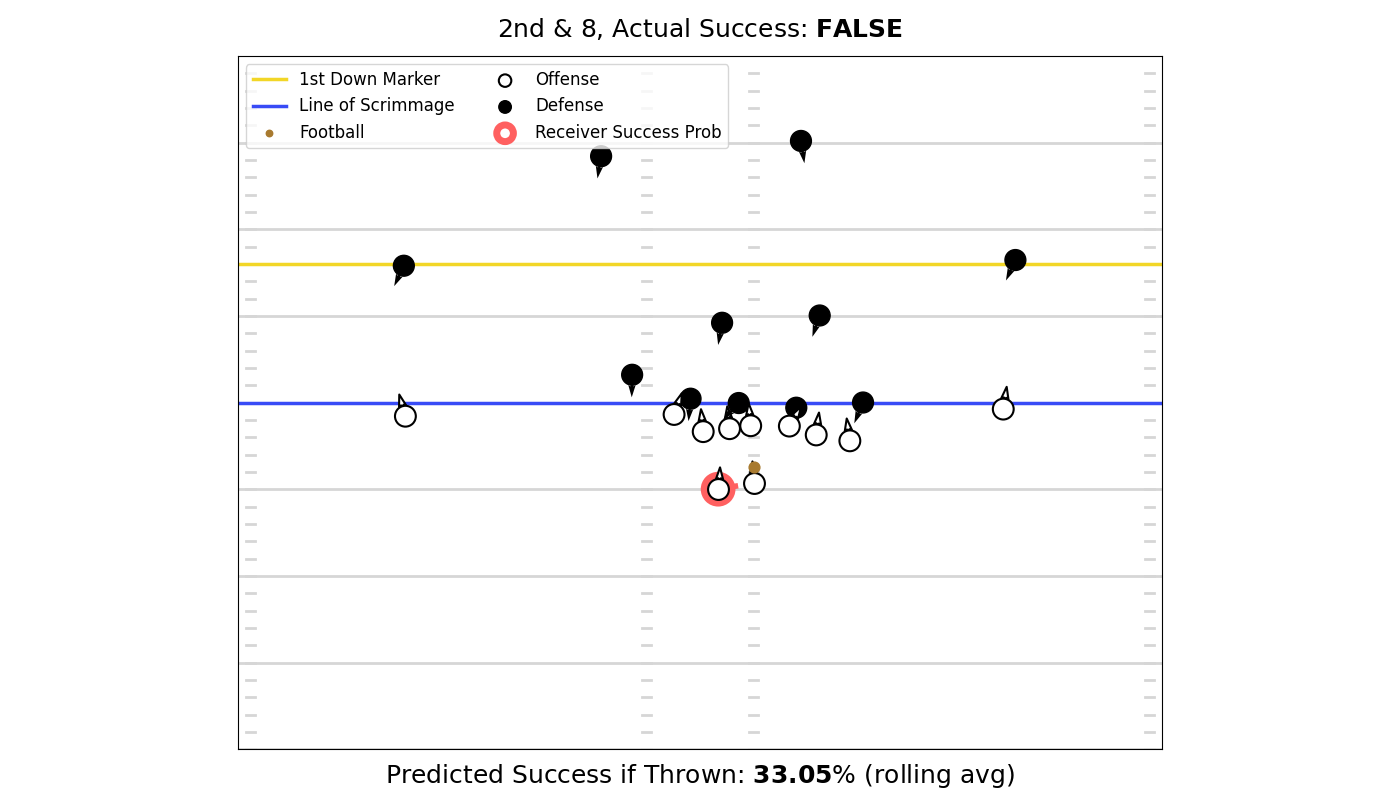 2nd & 8, Actual Success: FALSE
1st Down Marker
Line of Scrimmage
Football
Offense
Defense
Receiver Success Prob
Predicted Success if Thrown: 33.05% (rolling avg)